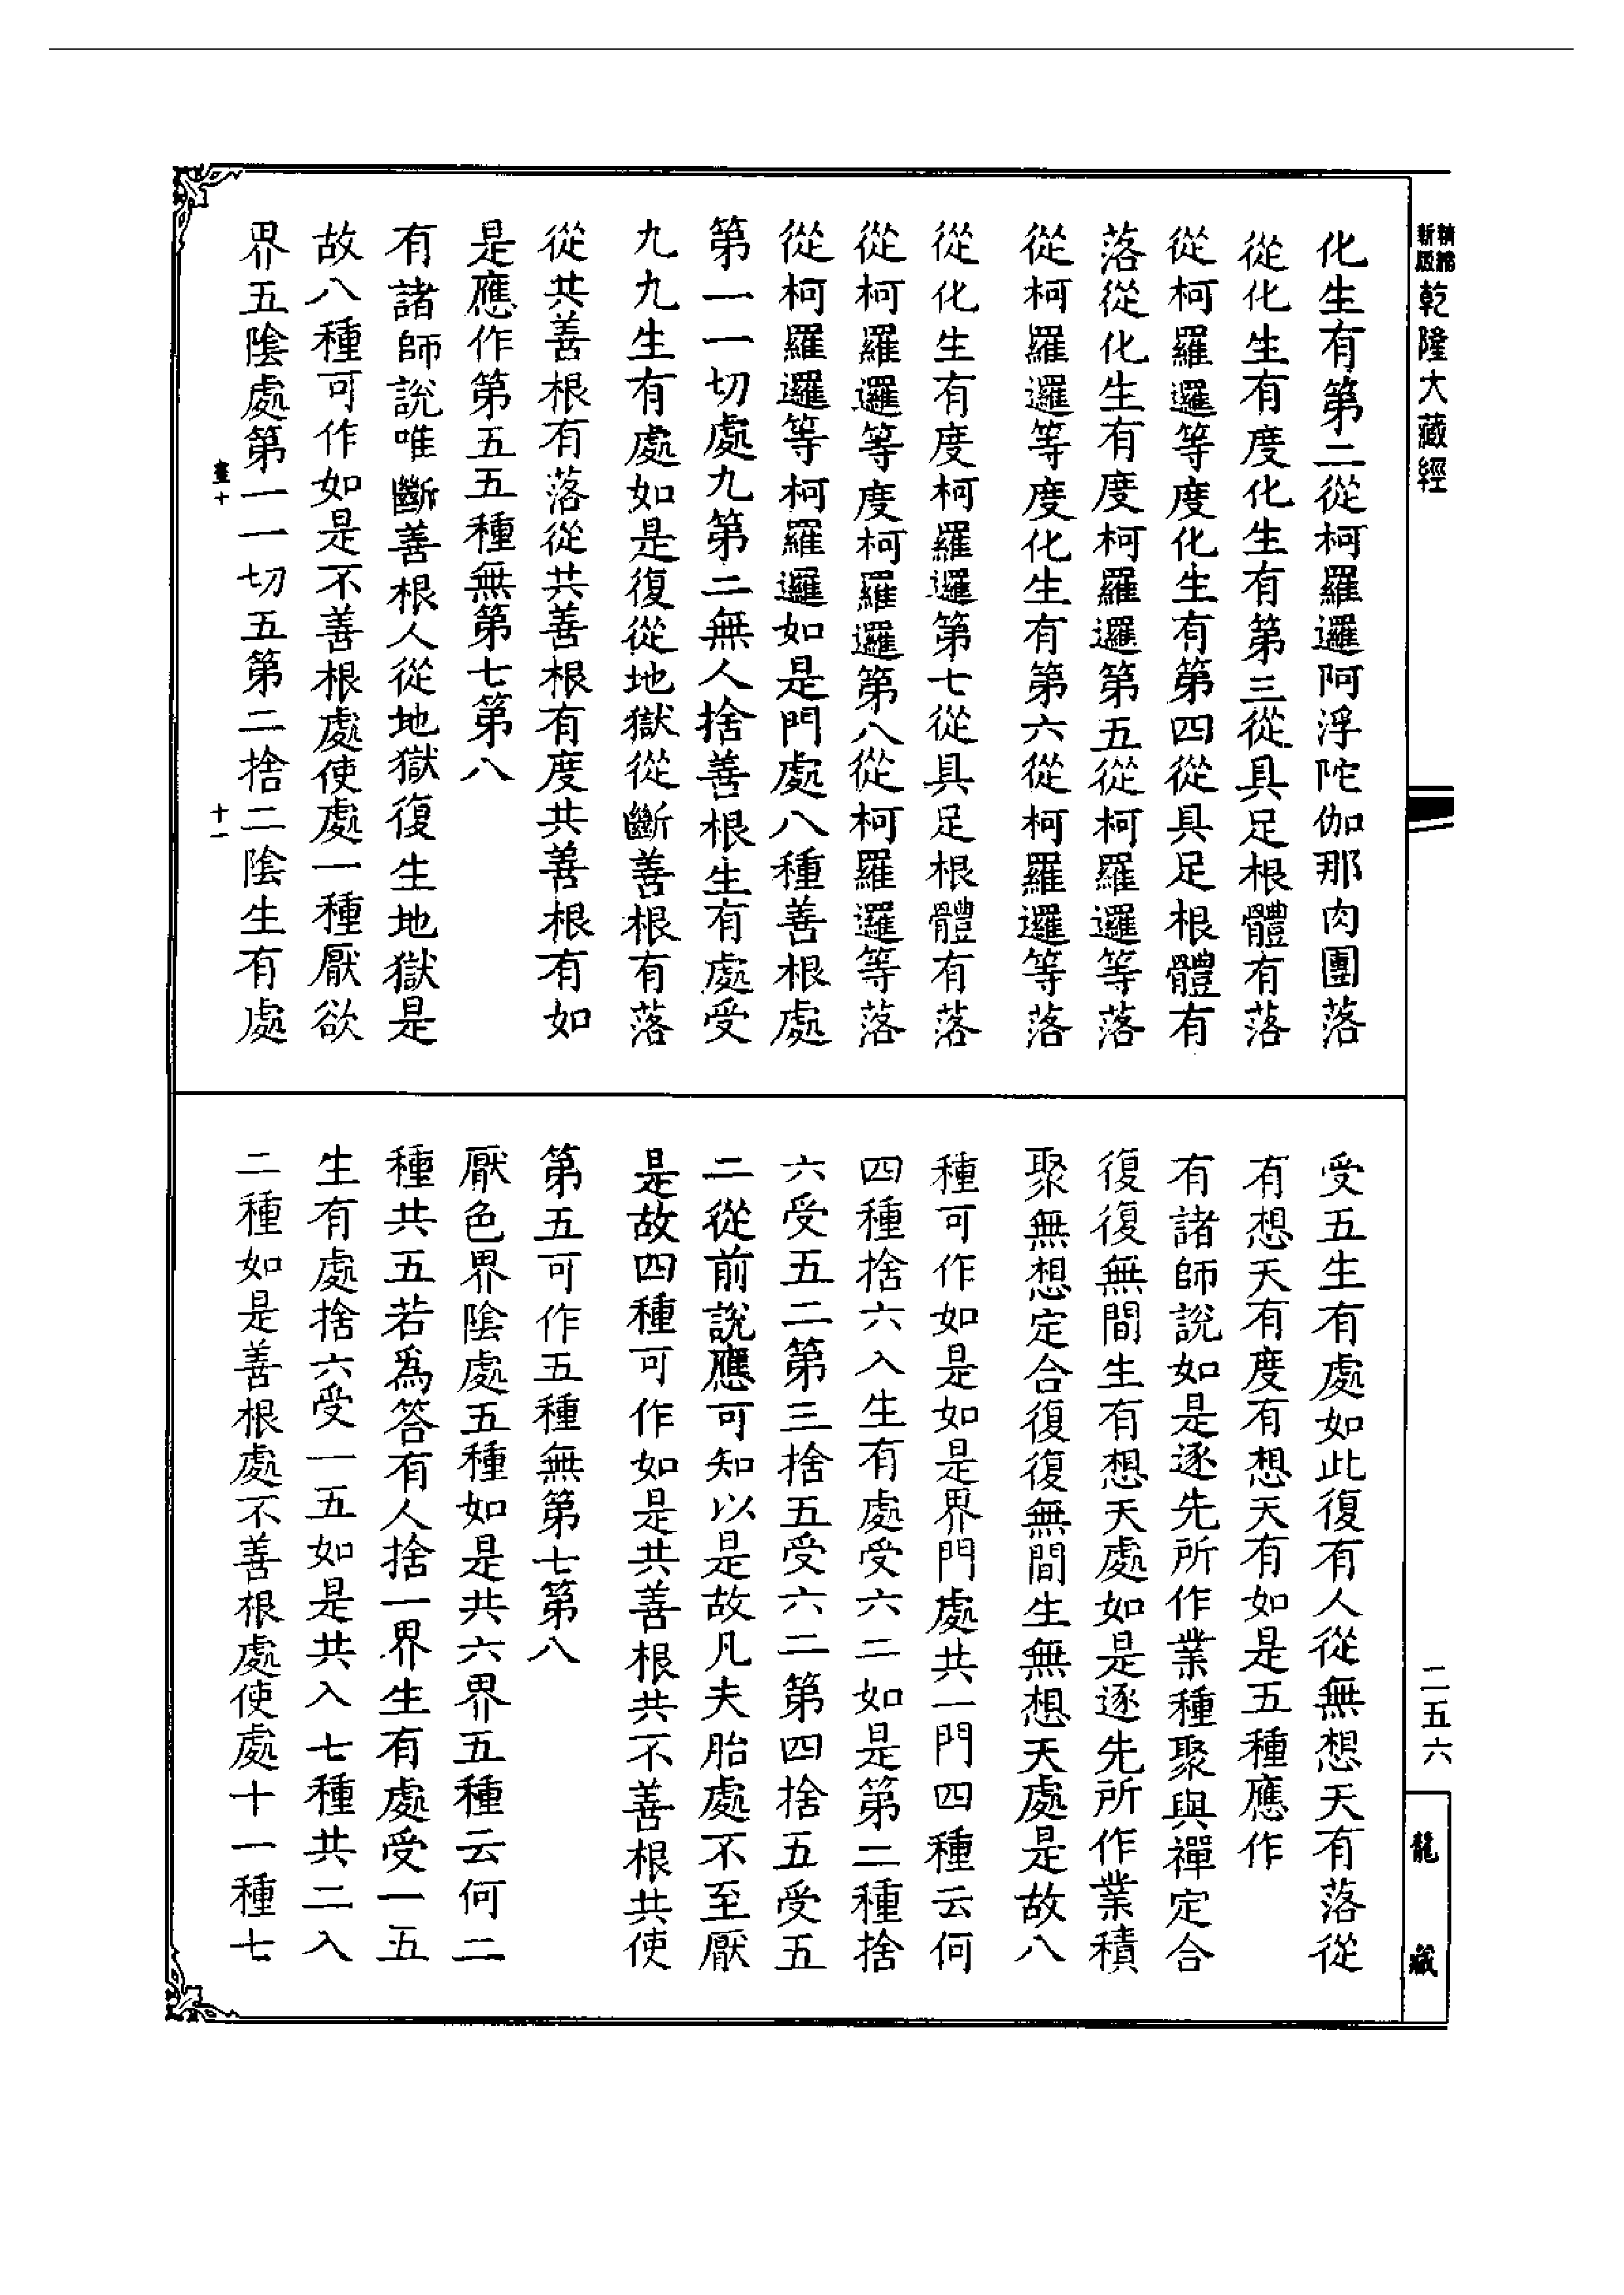 精縮
新版
乾隆大藏經
化生有第二從柯羅邏阿浮陀伽那肉團落
從化生有度化生有第三從具足根體有落
從柯羅邏等度化生有第四從具足根體有
落從化生有度柯羅邏第五從柯羅邏等落
從柯羅邏等度化生有第六從柯羅邏等落
從化生有度柯羅邏第七從具足根體有落
從柯羅邏等度柯羅邏第八從柯羅邏等落
從柯羅邏等柯羅邏如是門處八種善根處
第一一切處九第二無人捨善根生有處受
九九生有處如是復從地獄從斷善根有落
從共善根有落從共善根有度共善根有如
是應作第五五種無第七第八
有諸師說唯斷善根人從地獄復生地獄是
故八種可作如是不善根處使處一種厭欲
界五陰處第一一切五第二捨二陰生有處
十一
受五生有處如此復有人從無想天有落從
有想天有度有想天有如是五種應作
有諸師說如是逐先所作業種聚與禪定合
復復無間生有想天處如是逐先所作業積
聚無想定合復復無間生無想天處是故八
種可作如是如是界門處共一門四種云何
四種捨六入生有處受六二如是第二種捨
六受五二第三捨五受六二第四捨五受五
二從前說應可知以是故凡夫胎處不至厭
是故四種可作如是共善根共不善根共使
第五可作五種無第七第八
厭色界陰處五種如是共六界五種云何二
種共五若爲答有人捨一界生有處受一五
生有處捨六受一五如是共入七種共二入
二種如是善根處不善根處使處十一種七
二五六
龍藏